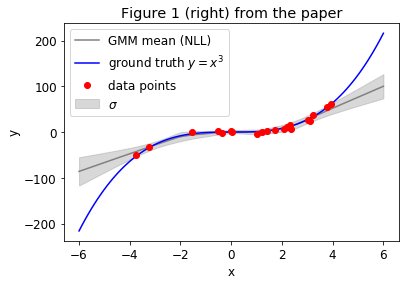 Figure 1 (right) from the paper
GMM mean (NLL)
ground truth y = x³
data points
σ
200
100
0
−100
−200
y
−6 −4 −2 0 2 4 6
x